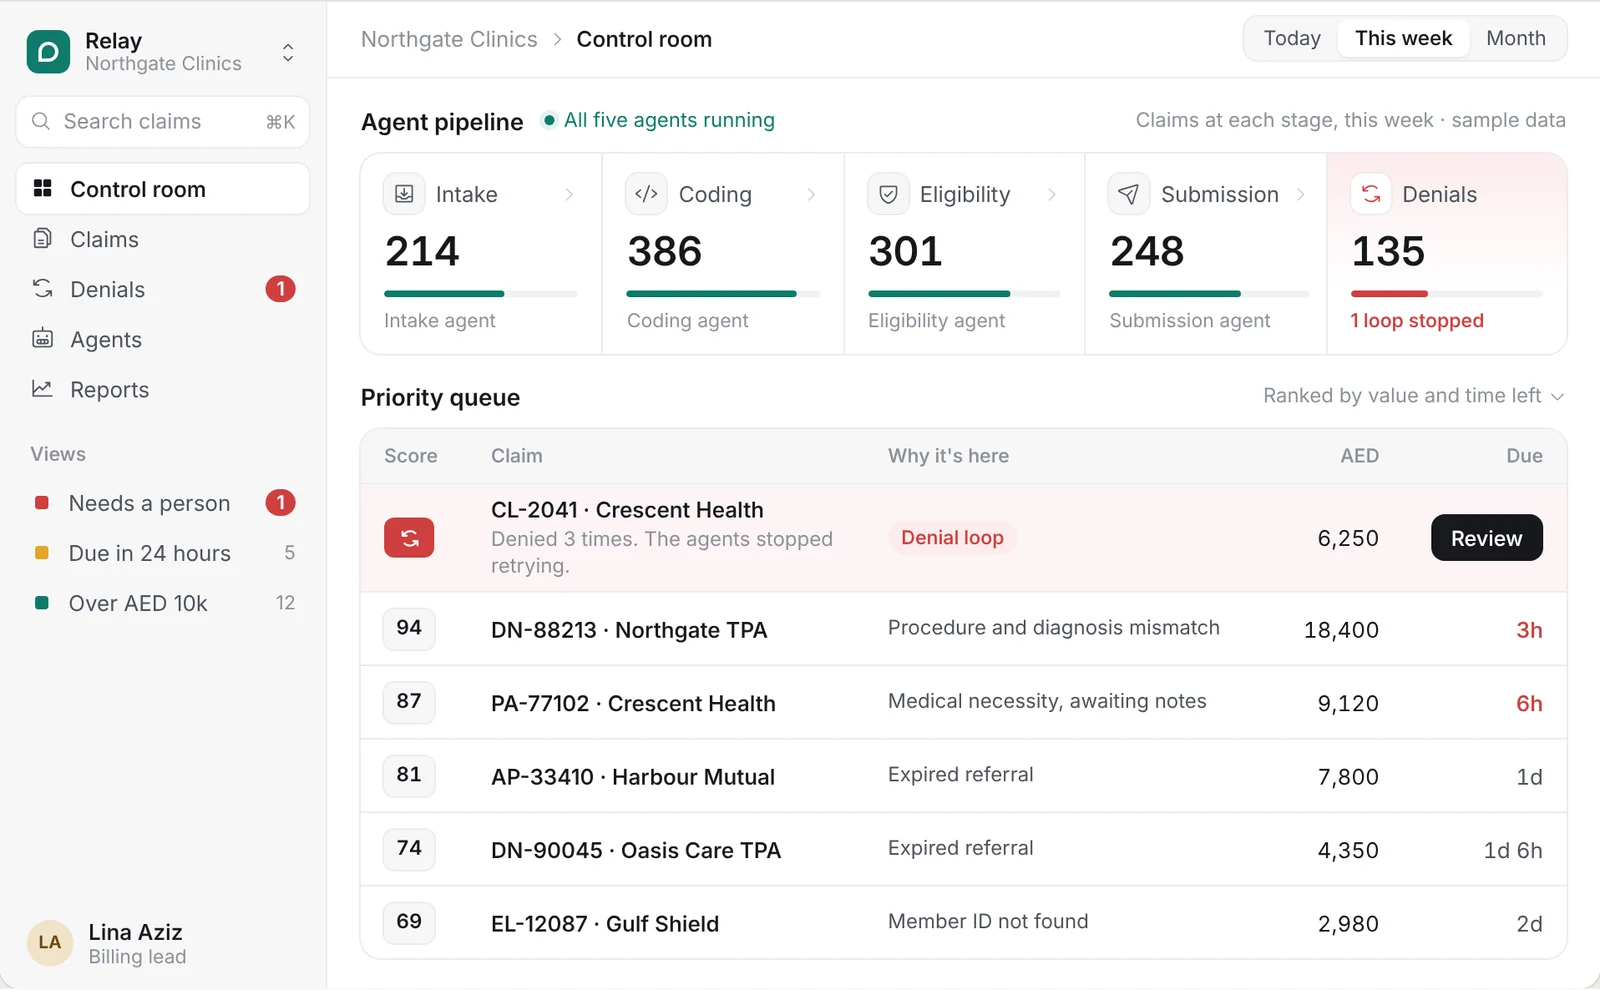 Relay
Northgate Clinics
Search claims ⌘K
Control room
Claims
Denials 1
Agents
Reports
Views
Needs a person 1
Due in 24 hours 5
Over AED 10k 12
LA
Lina Aziz
Billing lead
Northgate Clinics > Control room
Today This week Month
Agent pipeline All five agents running
Claims at each stage, this week · sample data
Intake
214
Intake agent
Coding
386
Coding agent
Eligibility
301
Eligibility agent
Submission
248
Submission agent
Denials
135
1 loop stopped
Priority queue
Ranked by value and time left
Score Claim Why it's here AED Due
CL-2041 · Crescent Health
Denied 3 times. The agents stopped
retrying.
Denial loop 6,250 Review
94 DN-88213 · Northgate TPA Procedure and diagnosis mismatch 18,400 3h
87 PA-77102 · Crescent Health Medical necessity, awaiting notes 9,120 6h
81 AP-33410 · Harbour Mutual Expired referral 7,800 1d
74 DN-90045 · Oasis Care TPA Expired referral 4,350 1d 6h
69 EL-12087 · Gulf Shield Member ID not found 2,980 2d